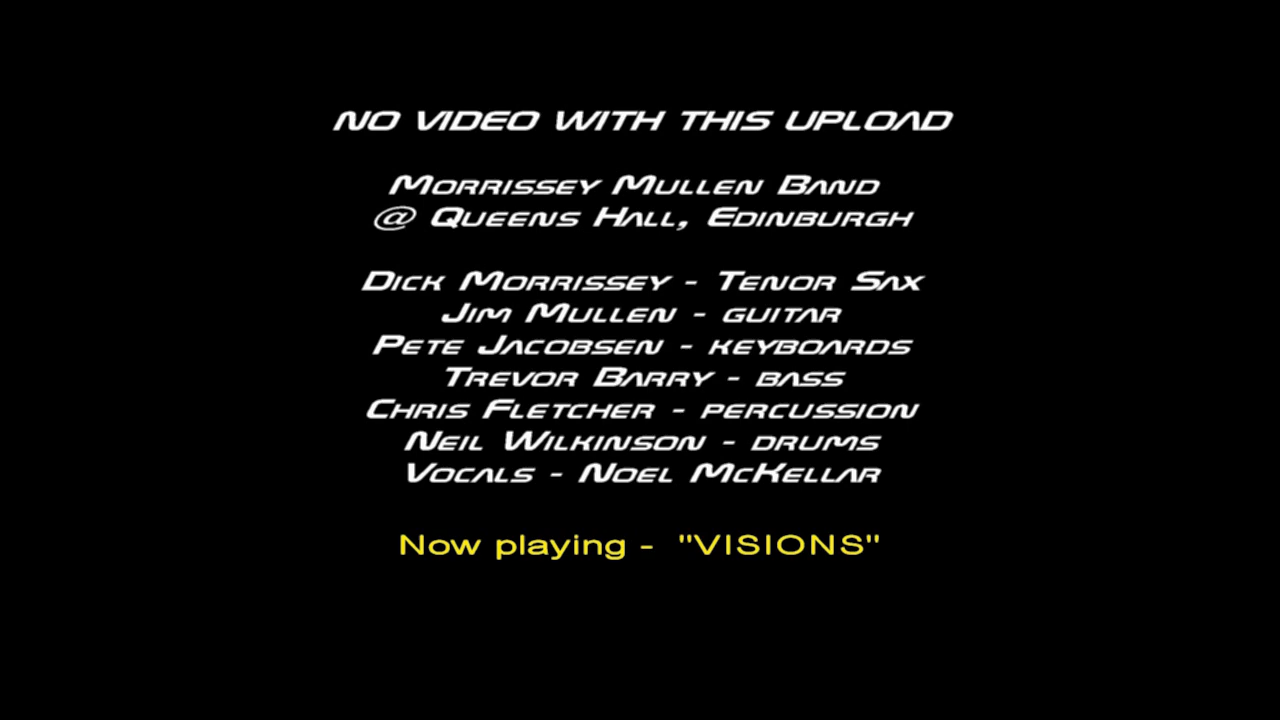 NO VIDEO WITH THIS UPLOAD
Morrissey Mullen Band
@ Queens Hall, Edinburgh
Dick Morrissey - Tenor Sax
Jim Mullen - guitar
Pete Jacobsen - keyboards
Trevor Barry - bass
Chris Fletcher - percussion
Neil Wilkinson - drums
Vocals - Noel McKellar
Now playing - "VISIONS"